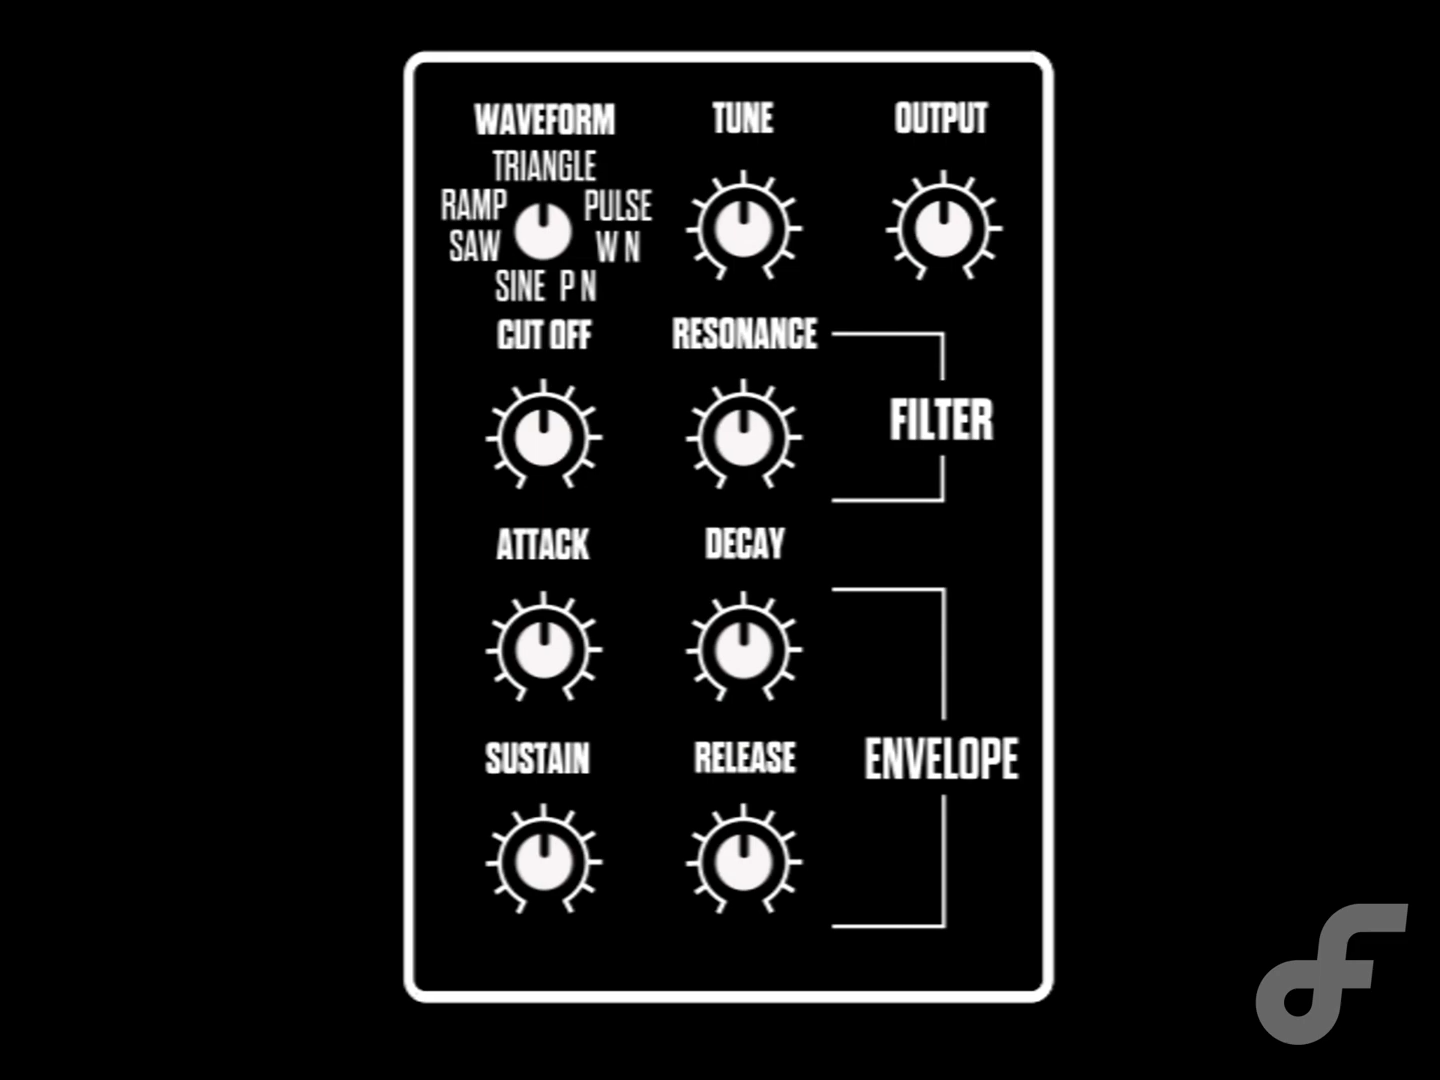 WAVEFORM
TUNE
OUTPUT
TRIANGLE
RAMP PULSE
SAW W N
SINE P N
CUT OFF
RESONANCE
FILTER
ATTACK
DECAY
SUSTAIN
RELEASE
ENVELOPE